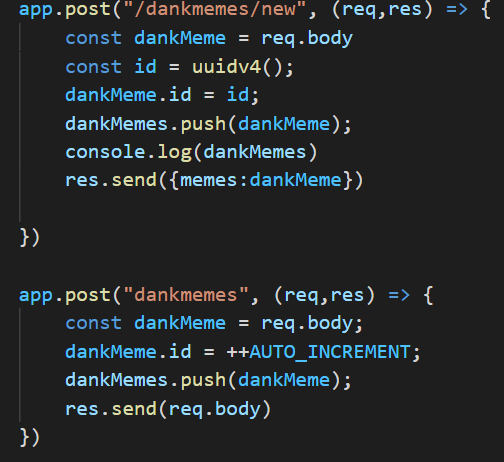 app.post("/dankmemes/new", (req,res) => {
    const dankMeme = req.body
    const id = uuidv4();
    dankMeme.id = id;
    dankMemes.push(dankMeme);
    console.log(dankMemes)
    res.send({memes:dankMeme})
})
app.post("dankmemes", (req,res) => {
    const dankMeme = req.body;
    dankMeme.id = ++AUTO_INCREMENT;
    dankMemes.push(dankMeme);
    res.send(req.body)
})